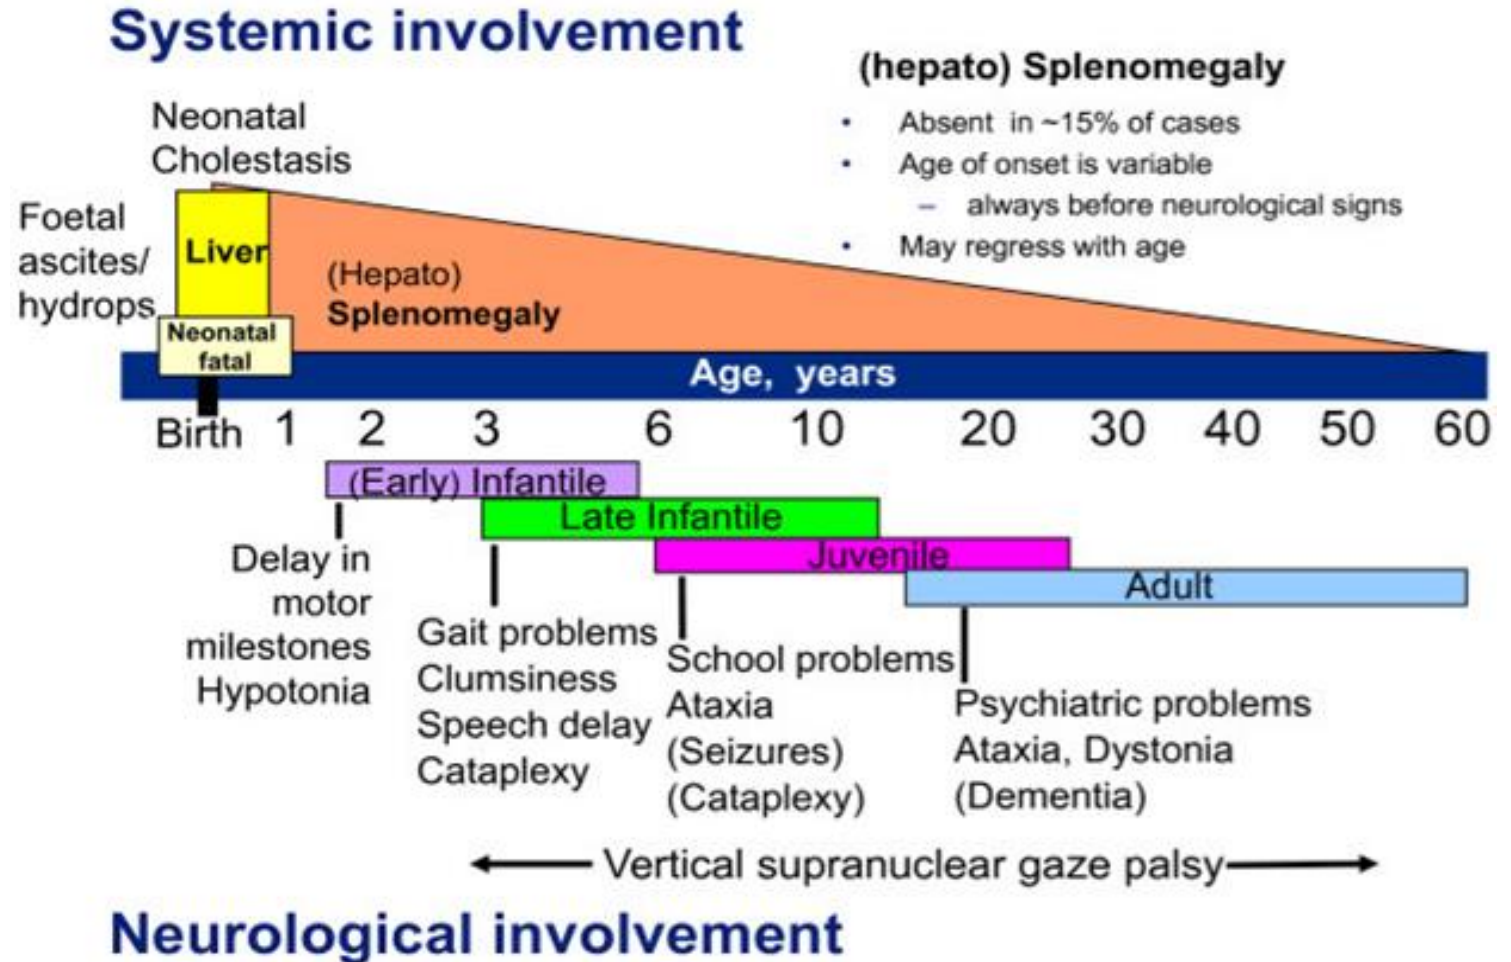 Systemic involvement
(hepato) Splenomegaly
• Absent in ~15% of cases
• Age of onset is variable
– always before neurological signs
• May regress with age
Neonatal
Cholestasis
Foetal
ascites/
hydrops
Liver
(Hepato)
Splenomegaly
Neonatal
fatal
Age, years
Birth 1 2 3 6 10 20 30 40 50 60
(Early) Infantile
Late Infantile
Juvenile
Adult
Delay in
motor
milestones
Hypotonia
Gait problems
Clumsiness
Speech delay
Cataplexy
School problems
Ataxia
(Seizures)
(Cataplexy)
Psychiatric problems
Ataxia, Dystonia
(Dementia)
Vertical supranuclear gaze palsy
Neurological involvement